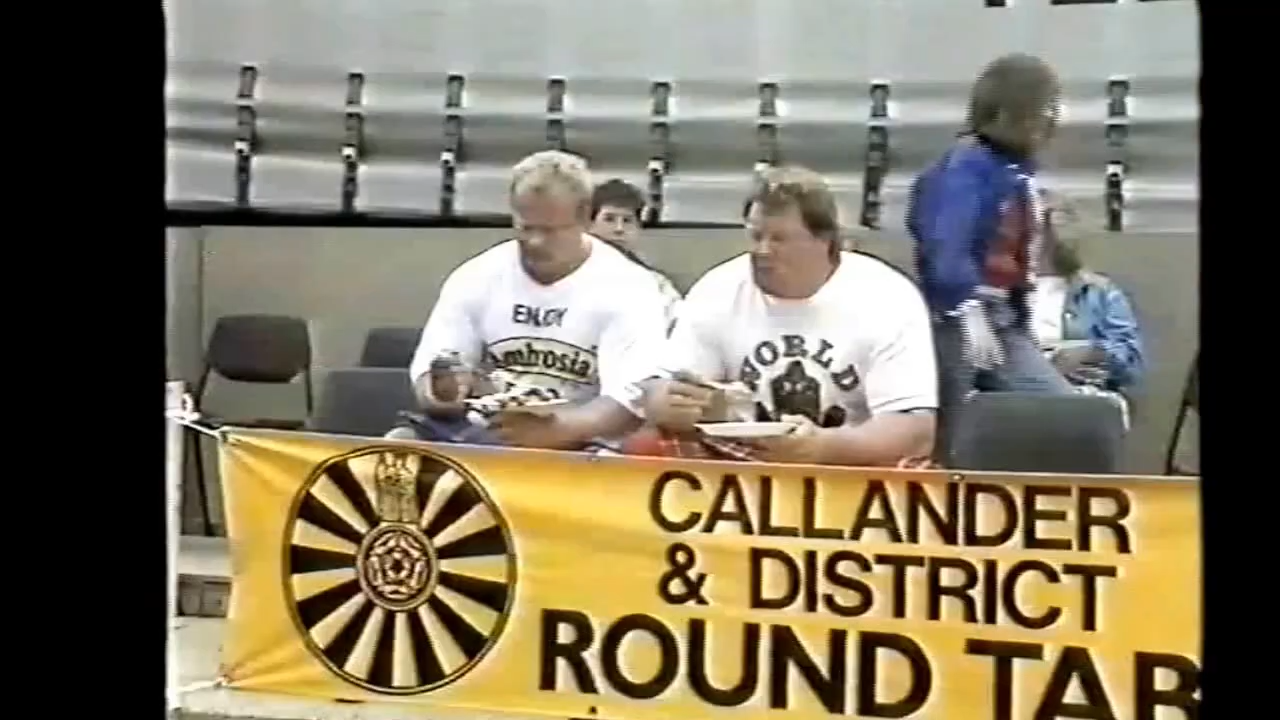 ENJOY
Ambrosia
WORLD
CALLANDER
& DISTRICT
ROUND TAB